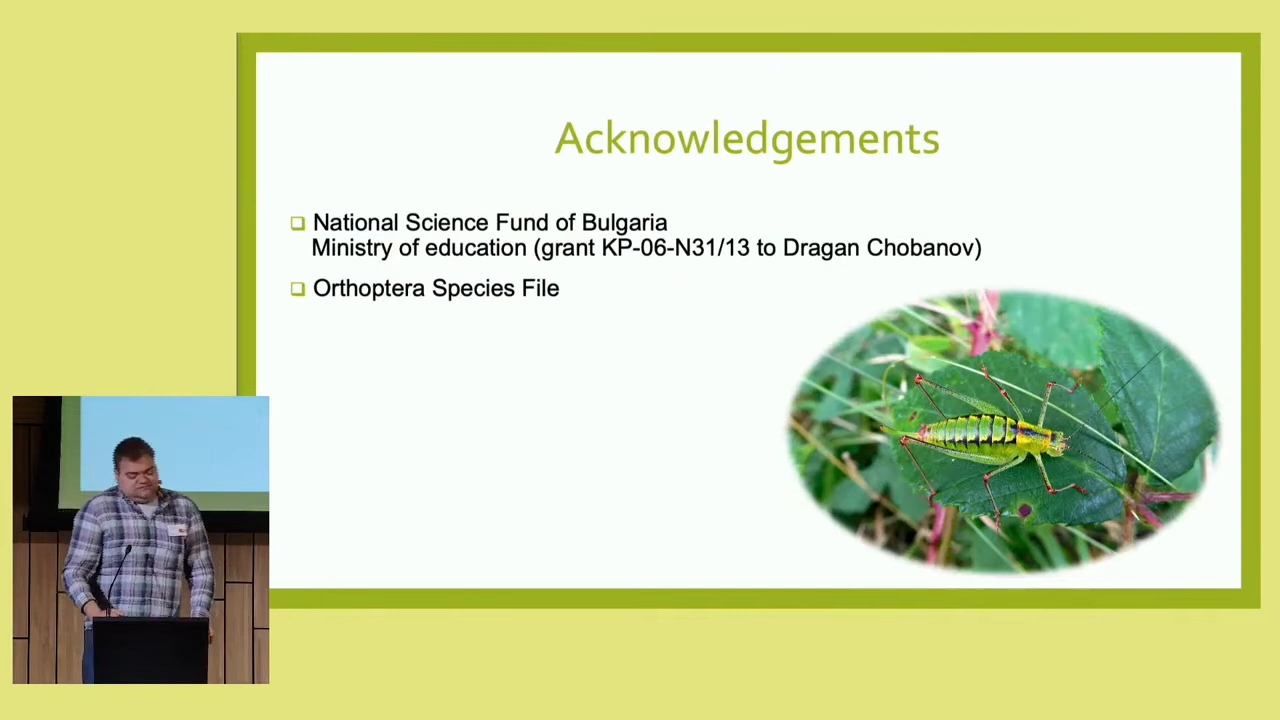 Acknowledgements
National Science Fund of Bulgaria
Ministry of education (grant KP-06-N31/13 to Dragan Chobanov)
Orthoptera Species File